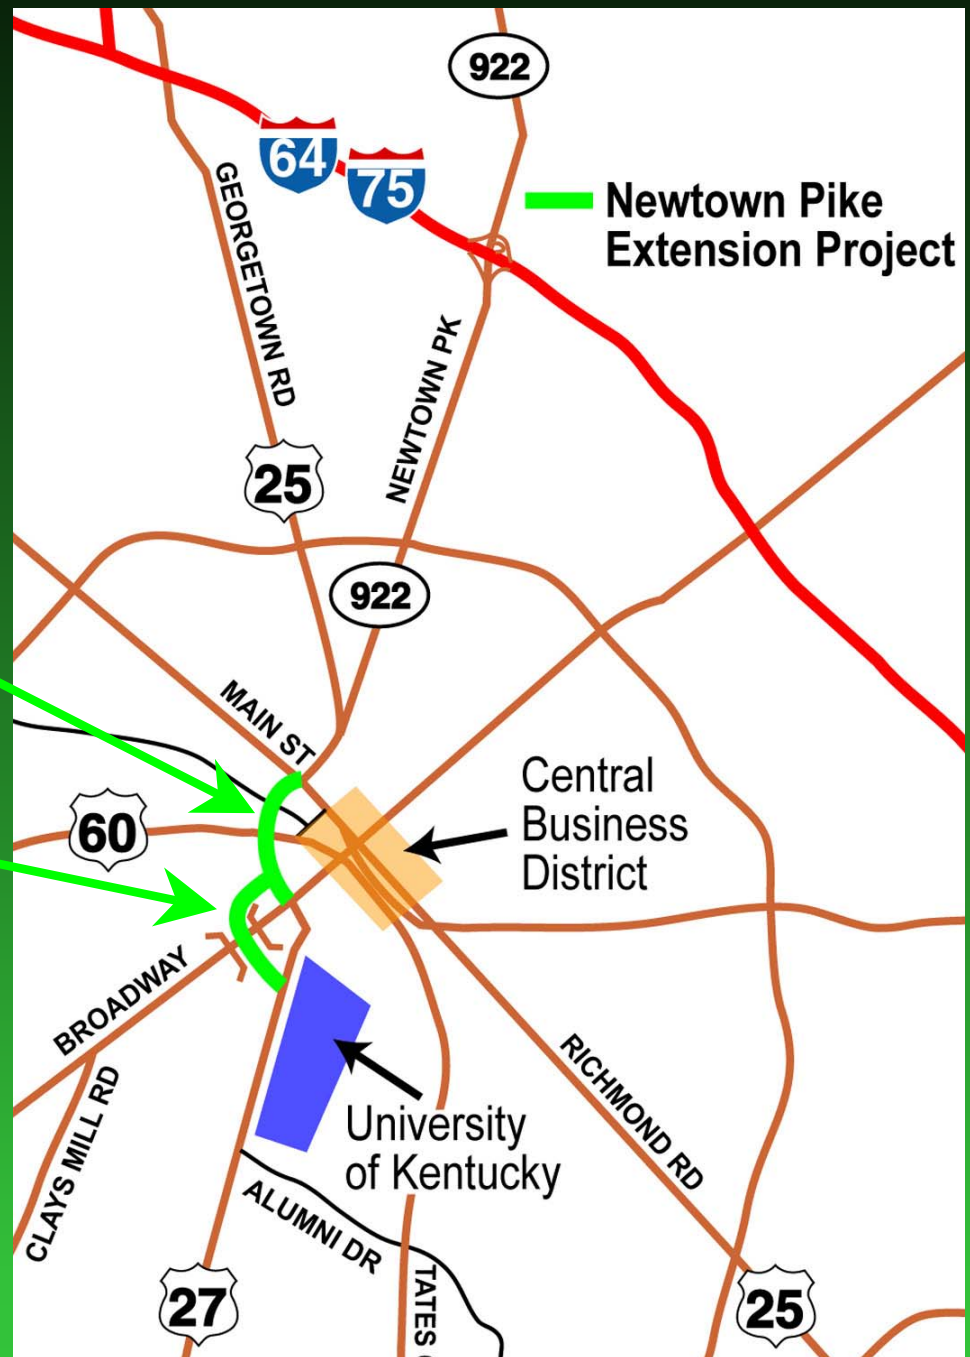 922
64
75
Newtown Pike
Extension Project
GEORGETOWN RD
NEWTOWN PK
25
922
MAIN ST
Central
Business
District
60
BROADWAY
RICHMOND RD
University
of Kentucky
CLAYS MILL RD
ALUMNI DR
TATES
27
25